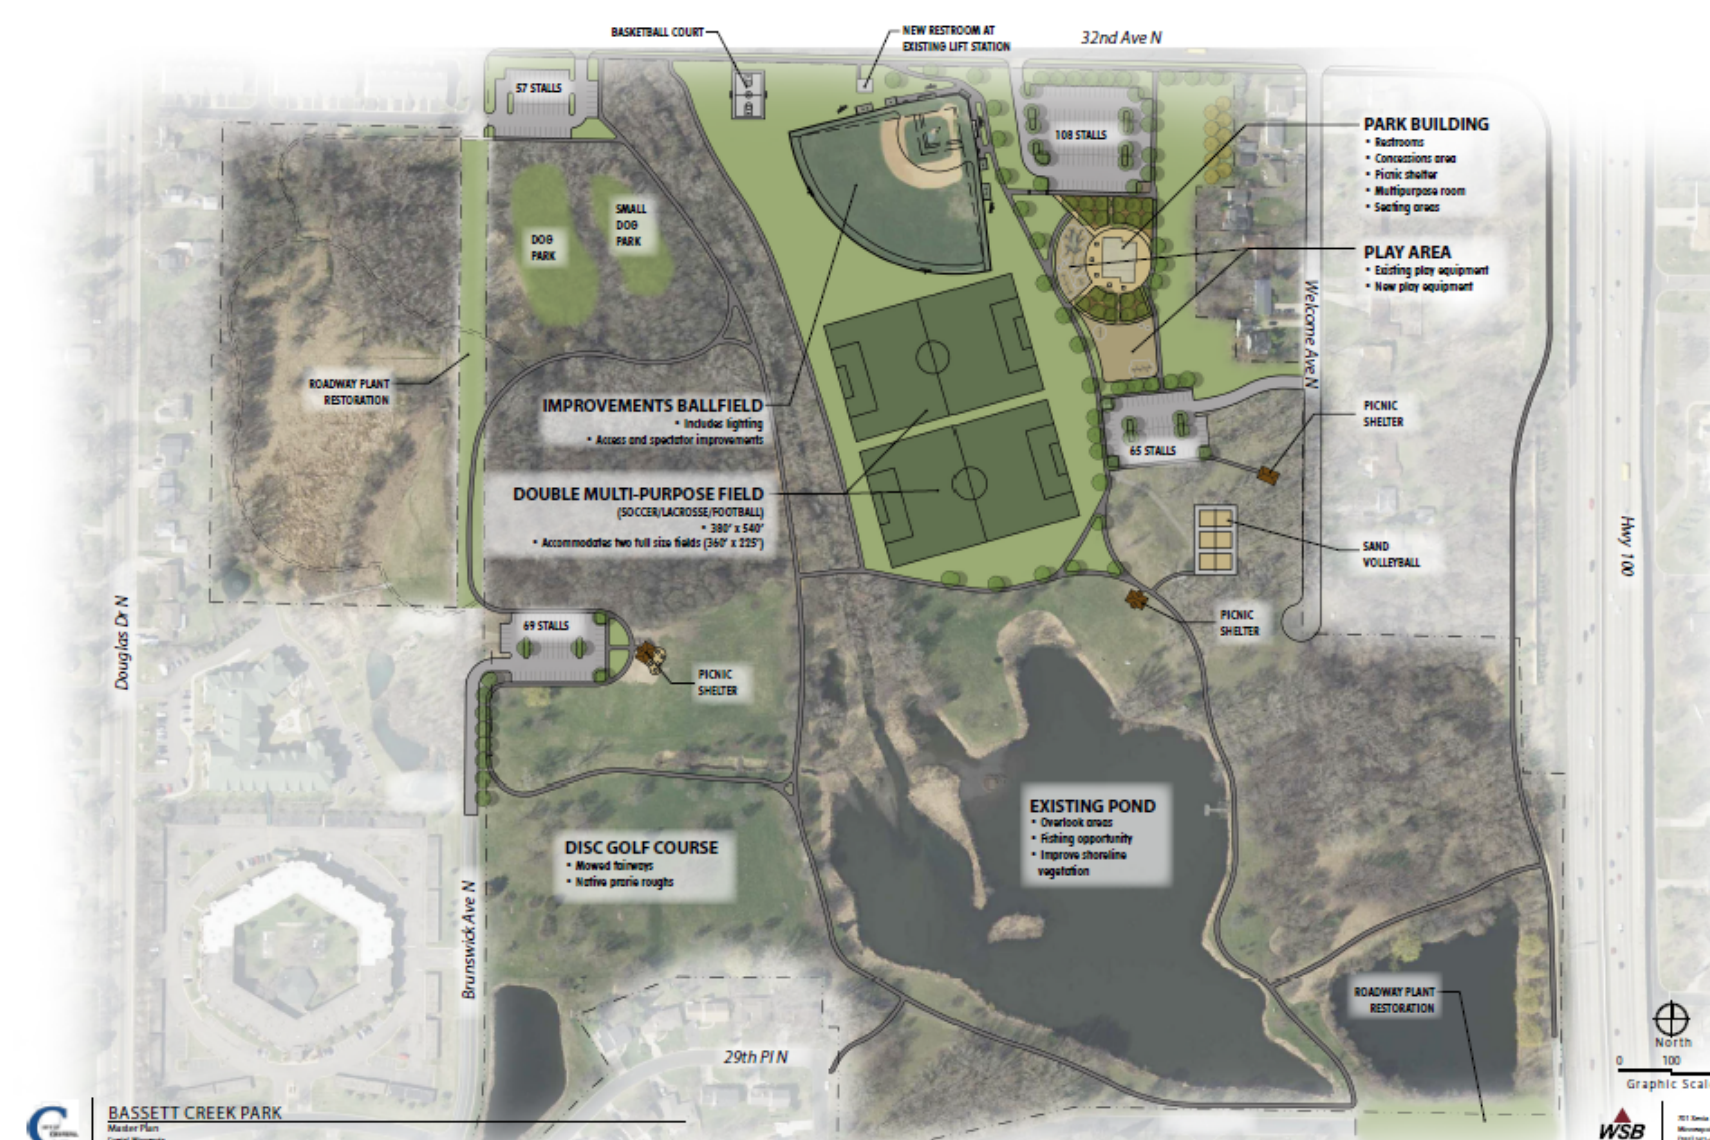 BASKETBALL COURT
NEW RESTROOM AT
EXISTING LIFT STATION
32nd Ave N
57 STALLS
108 STALLS
PARK BUILDING
• Restrooms
• Concessions area
• Picnic shelter
• Multipurpose room
• Seating areas
SMALL
DOG
PARK
DOG
PARK
PLAY AREA
• Existing play equipment
• New play equipment
Welcome Ave N
ROADWAY PLANT
RESTORATION
IMPROVEMENTS BALLFIELD
• Includes lighting
• Access and spectator improvements
PICNIC
SHELTER
65 STALLS
DOUBLE MULTI-PURPOSE FIELD
(SOCCER/LACROSSE/FOOTBALL)
• 380' x 540'
• Accommodates two full size fields (360' x 225')
SAND
VOLLEYBALL
Hwy 100
Douglas Dr N
69 STALLS
PICNIC
SHELTER
PICNIC
SHELTER
EXISTING POND
• Overlook areas
• Fishing opportunity
• Improve shoreline
vegetation
DISC GOLF COURSE
• Mowed fairways
• Native prarie roughs
Brunswick Ave N
ROADWAY PLANT
RESTORATION
29th Pl N
North
0 100
Graphic Scal
BASSETT CREEK PARK
Master Plan
WSB